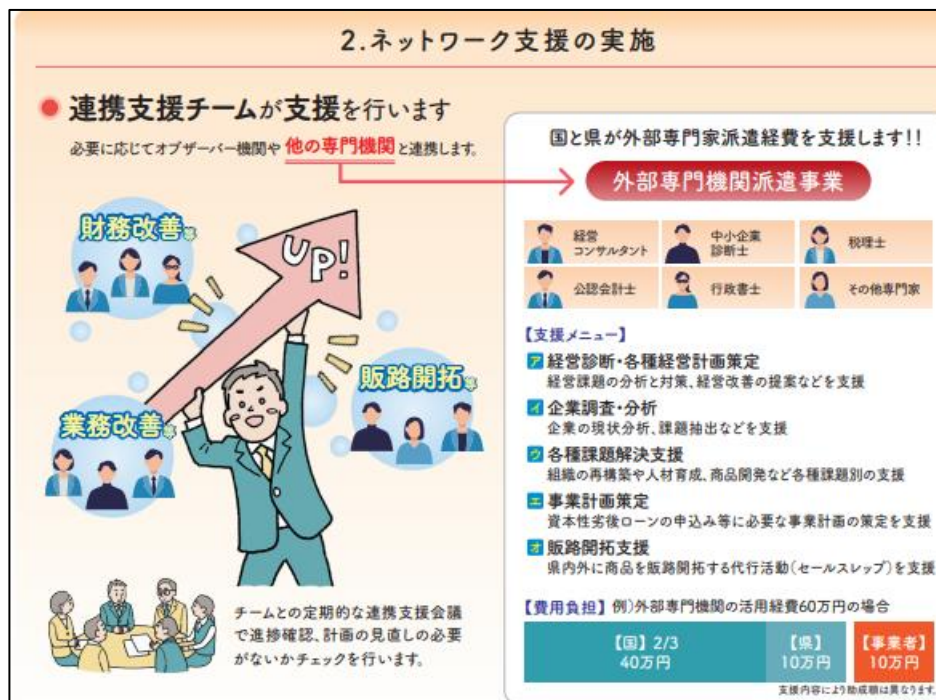 2.ネットワーク支援の実施
連携支援チームが支援を行います
必要に応じてオブザーバー機関や他の専門機関と連携します。
財務改善等
UP!
販路開拓等
業務改善等
チームとの定期的な連携支援会議
で進捗確認、計画の見直しの必要
がないかチェックを行います。
国と県が外部専門家派遣経費を支援します!!
外部専門機関派遣事業
経営
コンサルタント
中小企業
診断士
税理士
公認会計士
行政書士
その他専門家
【支援メニュー】
ア 経営診断・各種経営計画策定
経営課題の分析と対策、経営改善の提案などを支援
イ 企業調査・分析
企業の現状分析、課題抽出などを支援
ウ 各種課題解決支援
組織の再構築や人材育成、商品開発など各種課題別の支援
エ 事業計画策定
資本性劣後ローンの申込み等に必要な事業計画の策定を支援
オ 販路開拓支援
県内外に商品を販路開拓する代行活動(セールスレップ)を支援
【費用負担】 例)外部専門機関の活用経費60万円の場合
【国】2/3
40万円
【県】
10万円
【事業者】
10万円
支援内容により助成額は異なります